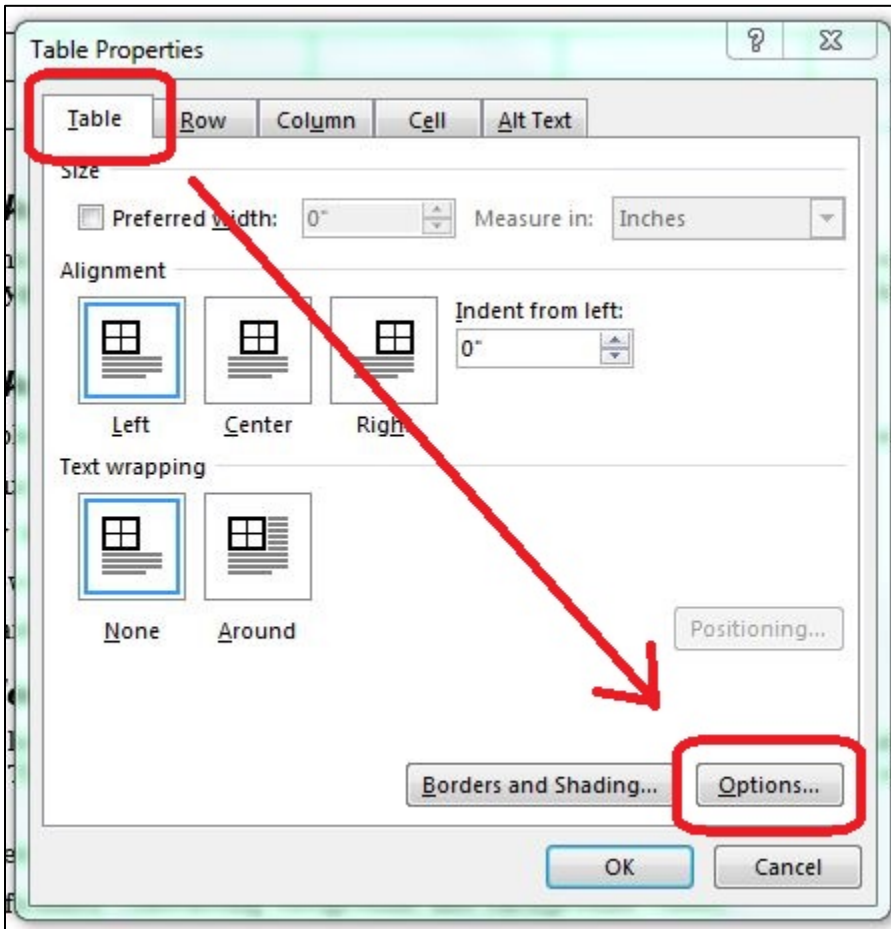 Table Properties
Table Row Column Cell Alt Text
Size
Preferred width: 0" Measure in: Inches
Alignment
Indent from left:
0"
Left Center Right
Text wrapping
None Around
Positioning...
Borders and Shading... Options...
OK Cancel